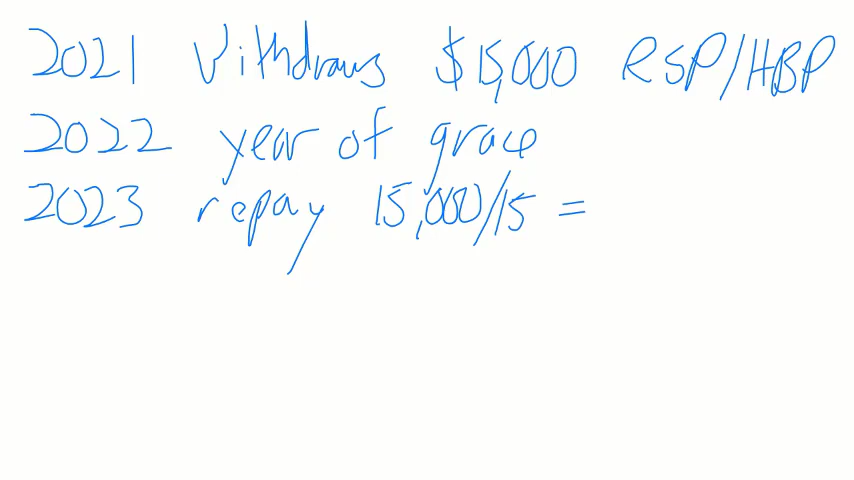 2021 Withdraws $15,000 RSP/HBP
2022 year of grace
2023 repay 15,000/15 =